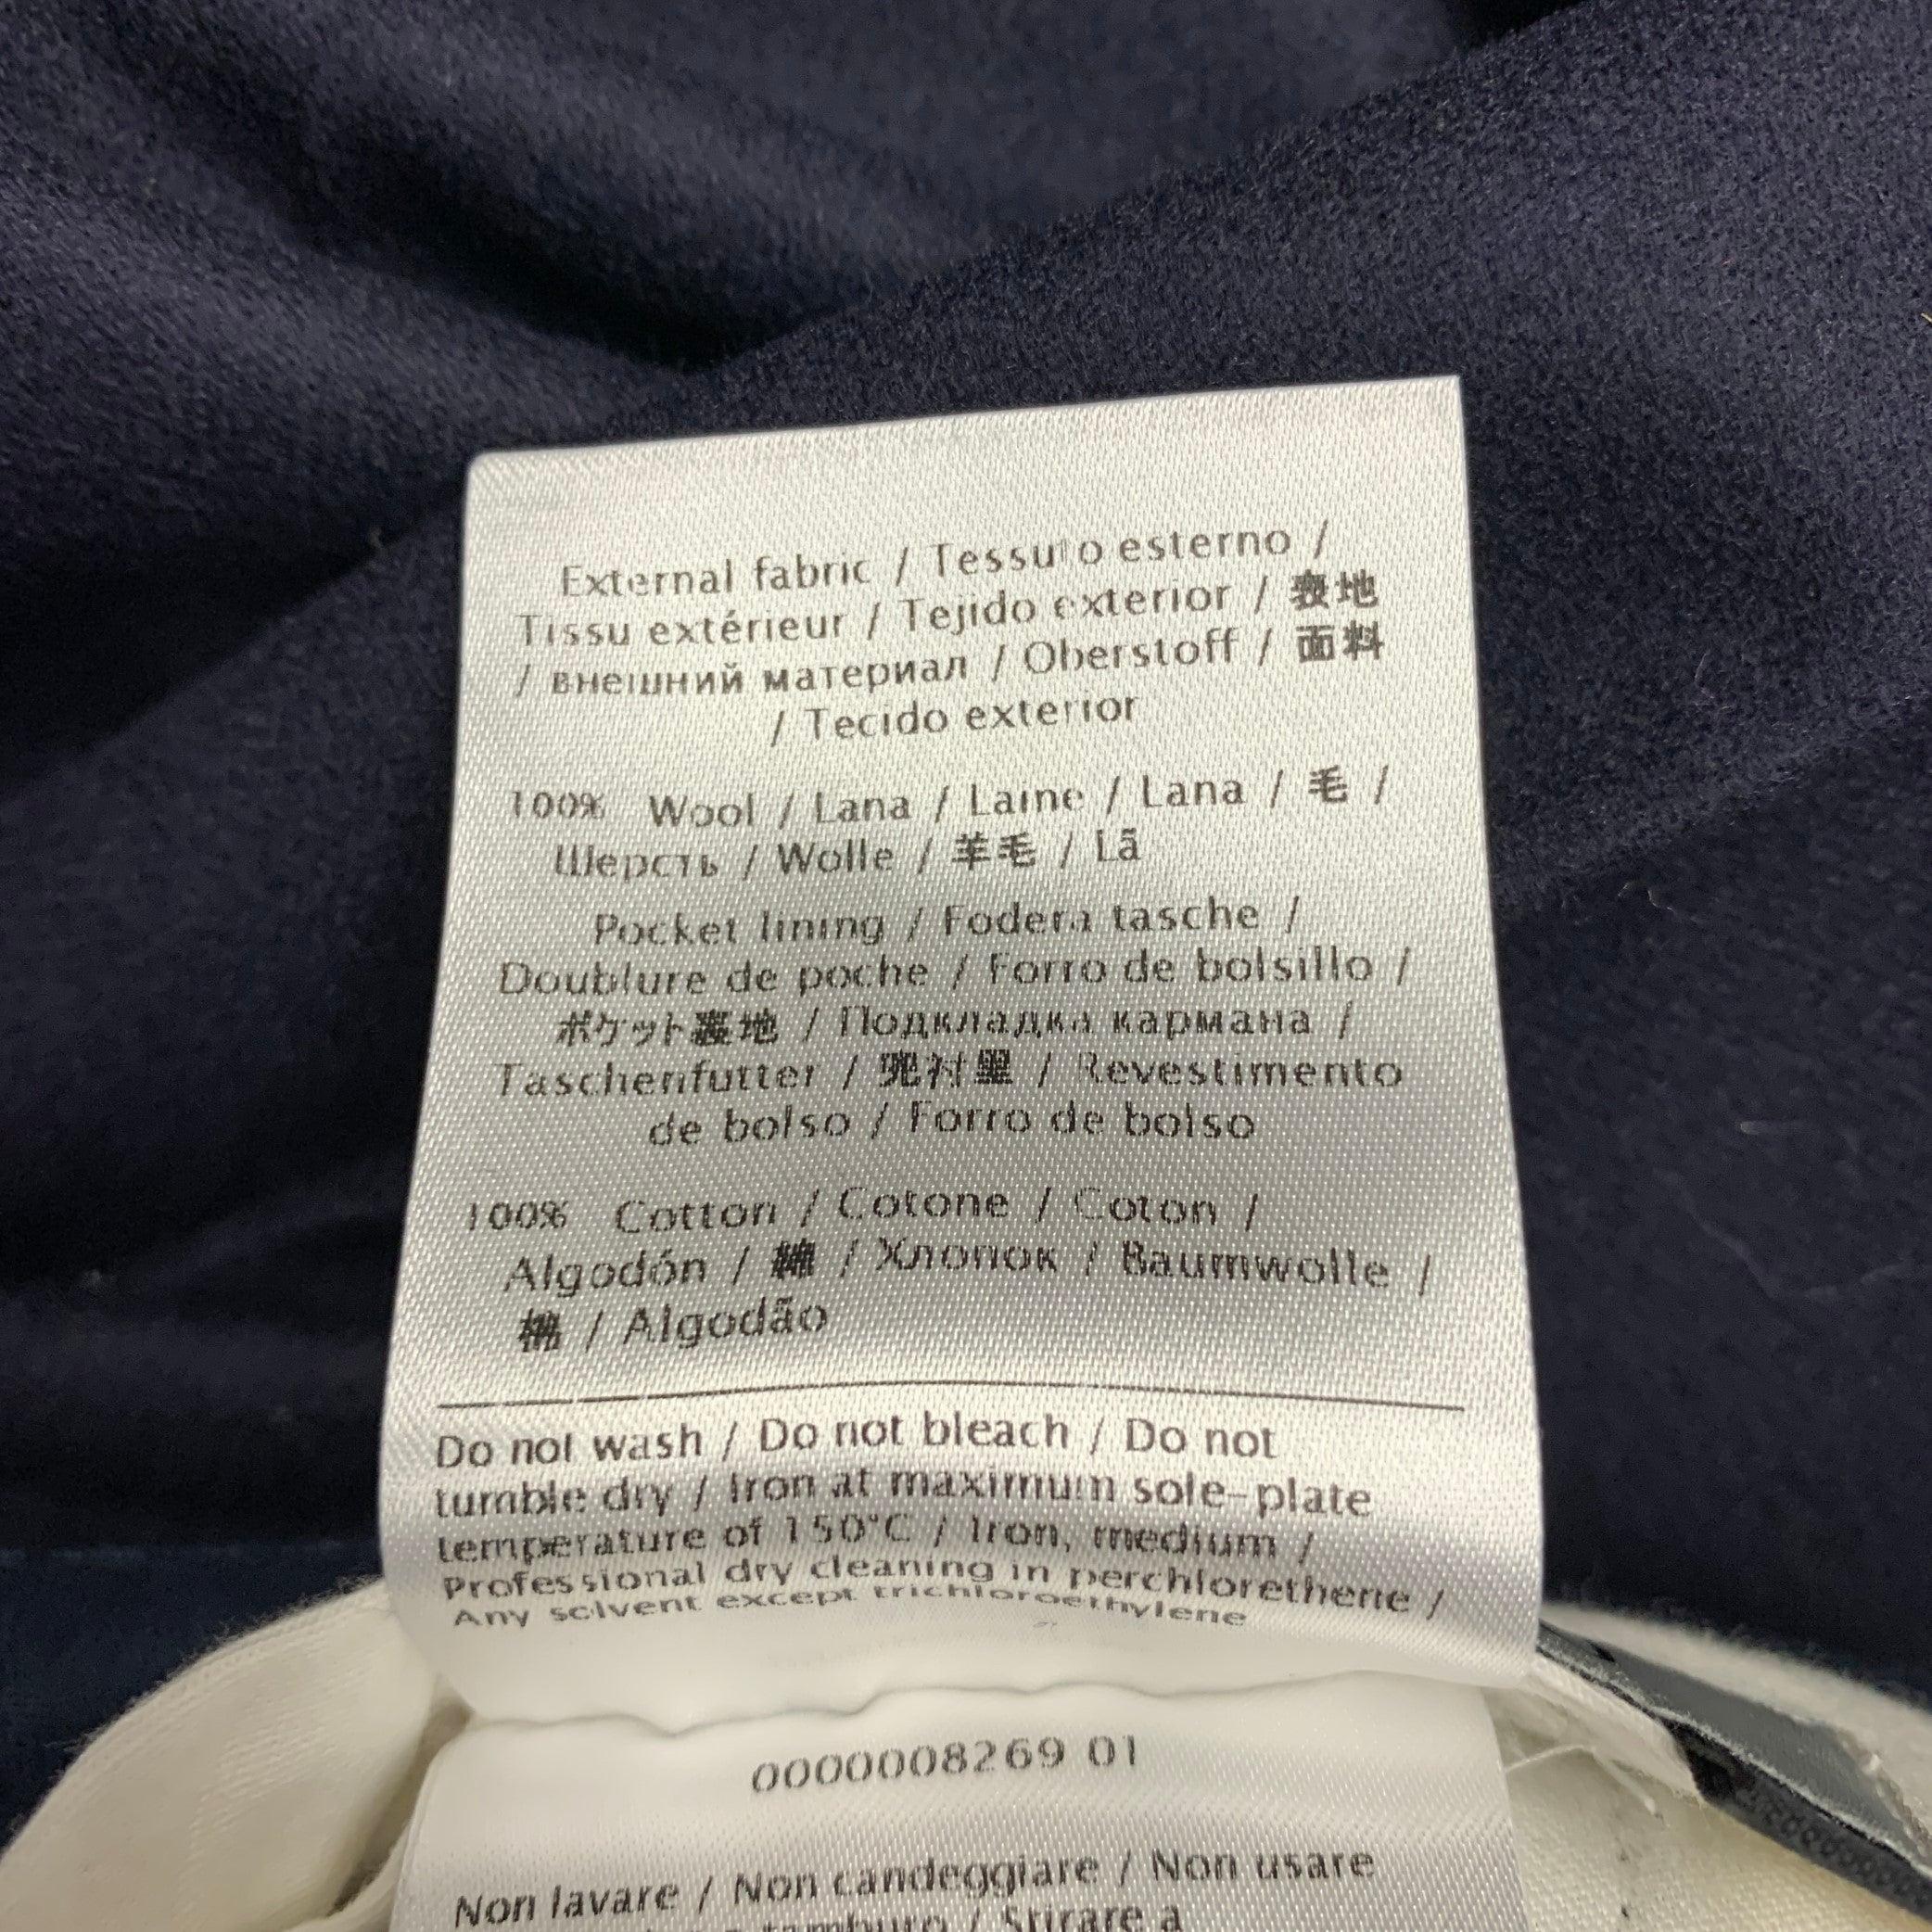 External fabric / Tessuto esterno /
Tissu extérieur / Tejido exterior / 表地
/ внешний материал / Oberstoff / 面料
/ Tecido exterior
100% Wool / Lana / Laine / Lana / 毛 /
Шерсть / Wolle / 羊毛 / Lã
Pocket lining / Fodera tasche /
Doublure de poche / Forro de bolsillo /
ポケット裏地 / Подкладка кармана /
Taschenfutter / 兜衬里 / Revestimento
de bolso / Forro de bolso
100% Cotton / Cotone / Coton /
Algodón / 綿 / Хлопок / Baumwolle /
棉 / Algodão
Do not wash / Do not bleach / Do not
tumble dry / Iron at maximum sole-plate
temperature of 150°C / Iron, medium /
Professional dry cleaning in perchlorethene /
Any solvent except trichloroethylene
0000008269 01
Non lavare / Non candeggiare / Non usare
tamburo / Stirare a